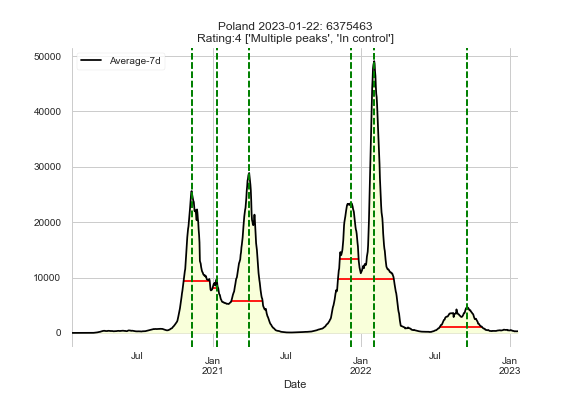 Poland 2023-01-22: 6375463
Rating:4 ['Multiple peaks', 'In control']
Average-7d
50000
40000
30000
20000
10000
0
Jul
Jan
2021
Jul
Jan
2022
Jul
Jan
2023
Date